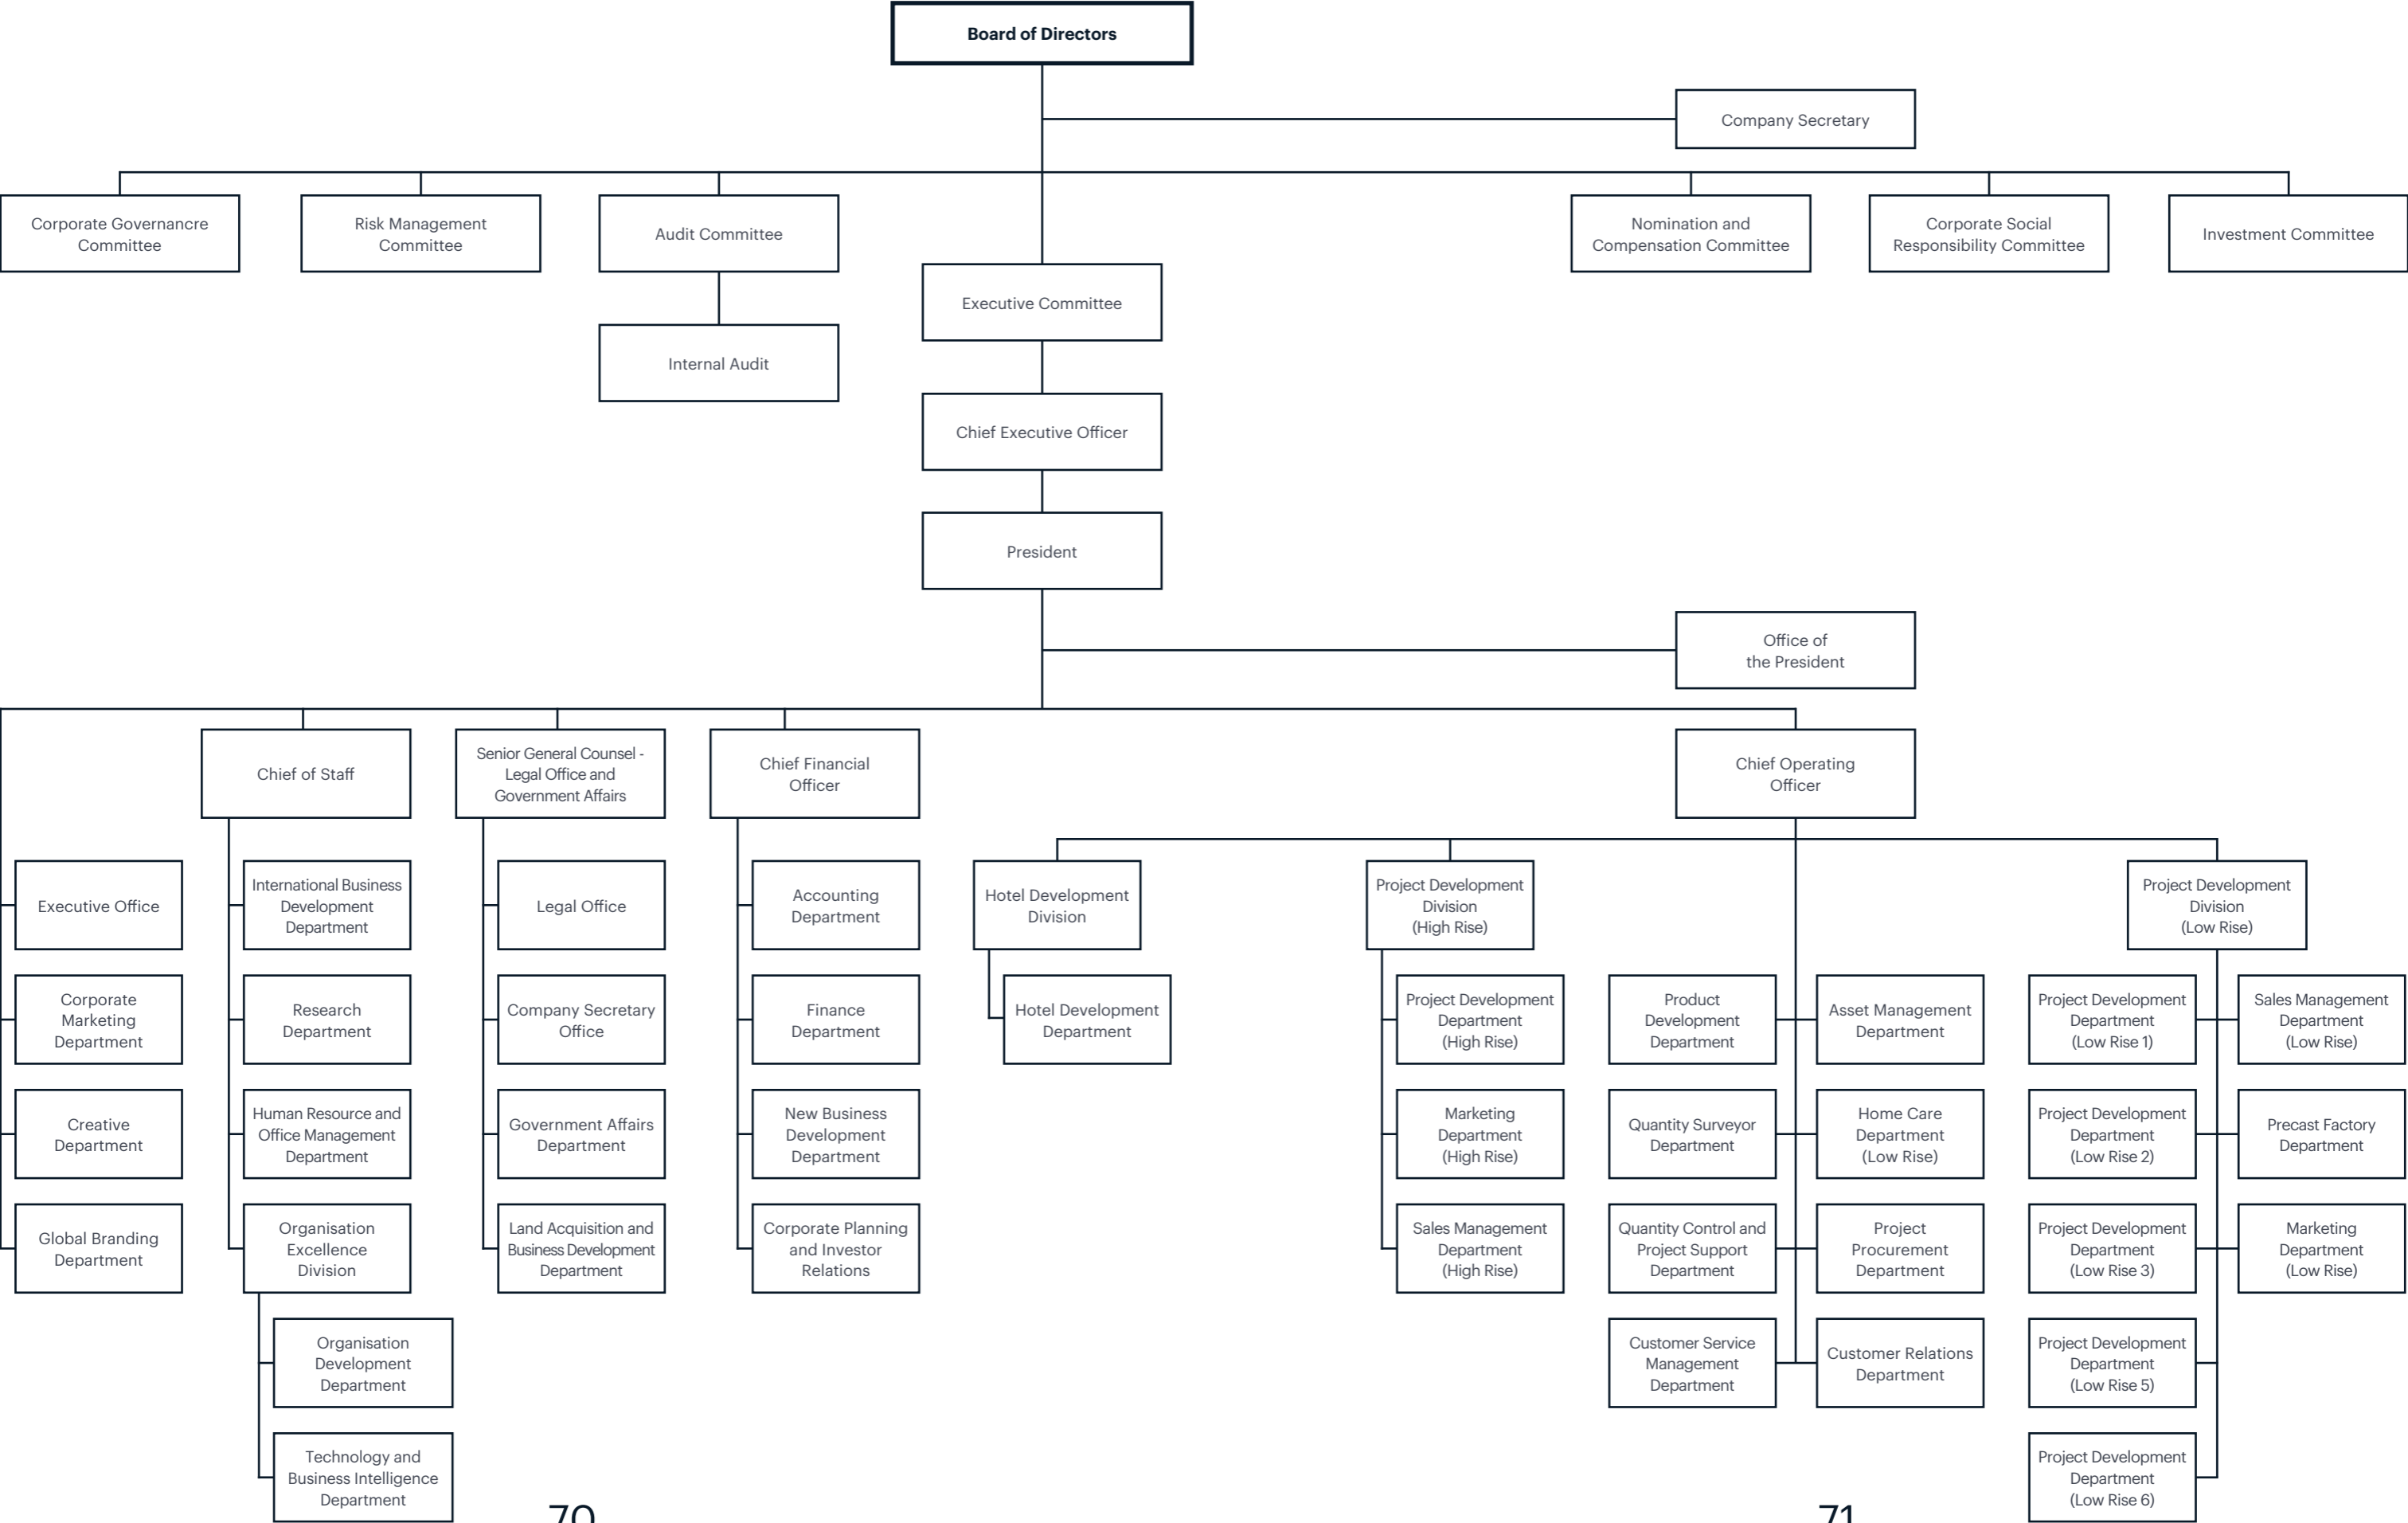 Board of Directors
Company Secretary
Corporate Governancre
Committee
Risk Management
Committee
Audit Committee
Nomination and
Compensation Committee
Corporate Social
Responsibility Committee
Investment Committee
Executive Committee
Internal Audit
Chief Executive Officer
President
Office of
the President
Chief of Staff
Senior General Counsel -
Legal Office and
Government Affairs
Chief Financial
Officer
Chief Operating
Officer
Executive Office
International Business
Development
Department
Legal Office
Accounting
Department
Hotel Development
Division
Project Development
Division
(High Rise)
Project Development
Division
(Low Rise)
Corporate
Marketing
Department
Research
Department
Company Secretary
Office
Finance
Department
Hotel Development
Department
Project Development
Department
(High Rise)
Product
Development
Department
Asset Management
Department
Project Development
Department
(Low Rise 1)
Sales Management
Department
(Low Rise)
Creative
Department
Human Resource and
Office Management
Department
Government Affairs
Department
New Business
Development
Department
Marketing
Department
(High Rise)
Quantity Surveyor
Department
Home Care
Department
(Low Rise)
Project Development
Department
(Low Rise 2)
Precast Factory
Department
Global Branding
Department
Organisation
Excellence
Division
Land Acquisition and
Business Development
Department
Corporate Planning
and Investor
Relations
Sales Management
Department
(High Rise)
Quantity Control and
Project Support
Department
Project
Procurement
Department
Project Development
Department
(Low Rise 3)
Marketing
Department
(Low Rise)
Organisation
Development
Department
Customer Service
Management
Department
Customer Relations
Department
Project Development
Department
(Low Rise 5)
Technology and
Business Intelligence
Department
Project Development
Department
(Low Rise 6)
70
71